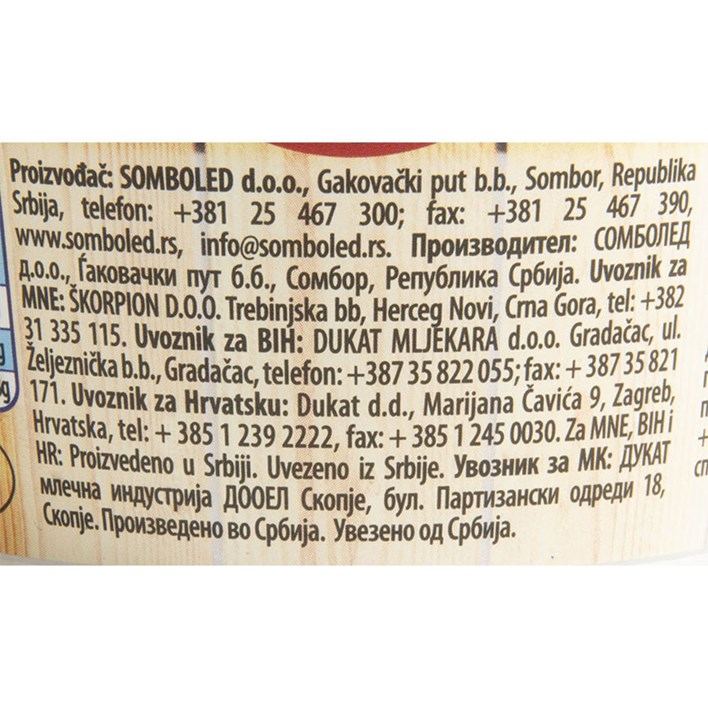 Proizvođač: SOMBOLED d.o.o., Gakovački put b.b., Sombor, Republika
Srbija, telefon: +381 25 467 300; fax: +381 25 467 390,
www.somboled.rs, info@somboled.rs. Производител: СОМБОЛЕД
д.о.о., Ѓаковачки пут б.б., Сомбор, Република Србија. Uvoznik za
MNE: ŠKORPION D.O.O. Trebinjska bb, Herceg Novi, Crna Gora, tel: +382
31 335 115. Uvoznik za BIH: DUKAT MLJEKARA d.o.o. Gradačac, ul.
Željeznička b.b., Gradačac, telefon: +387 35 822 055; fax: + 387 35 821
171. Uvoznik za Hrvatsku: Dukat d.d., Marijana Čavića 9, Zagreb,
Hrvatska, tel: + 385 1 239 2222, fax: + 385 1 245 0030. Za MNE, BIH i
HR: Proizvedeno u Srbiji. Uvezeno iz Srbije. Увозник за МК: ДУКАТ
млечна индустрија ДООЕЛ Скопје, бул. Партизански одреди 18,
Скопје. Произведено во Србија. Увезено од Србија.